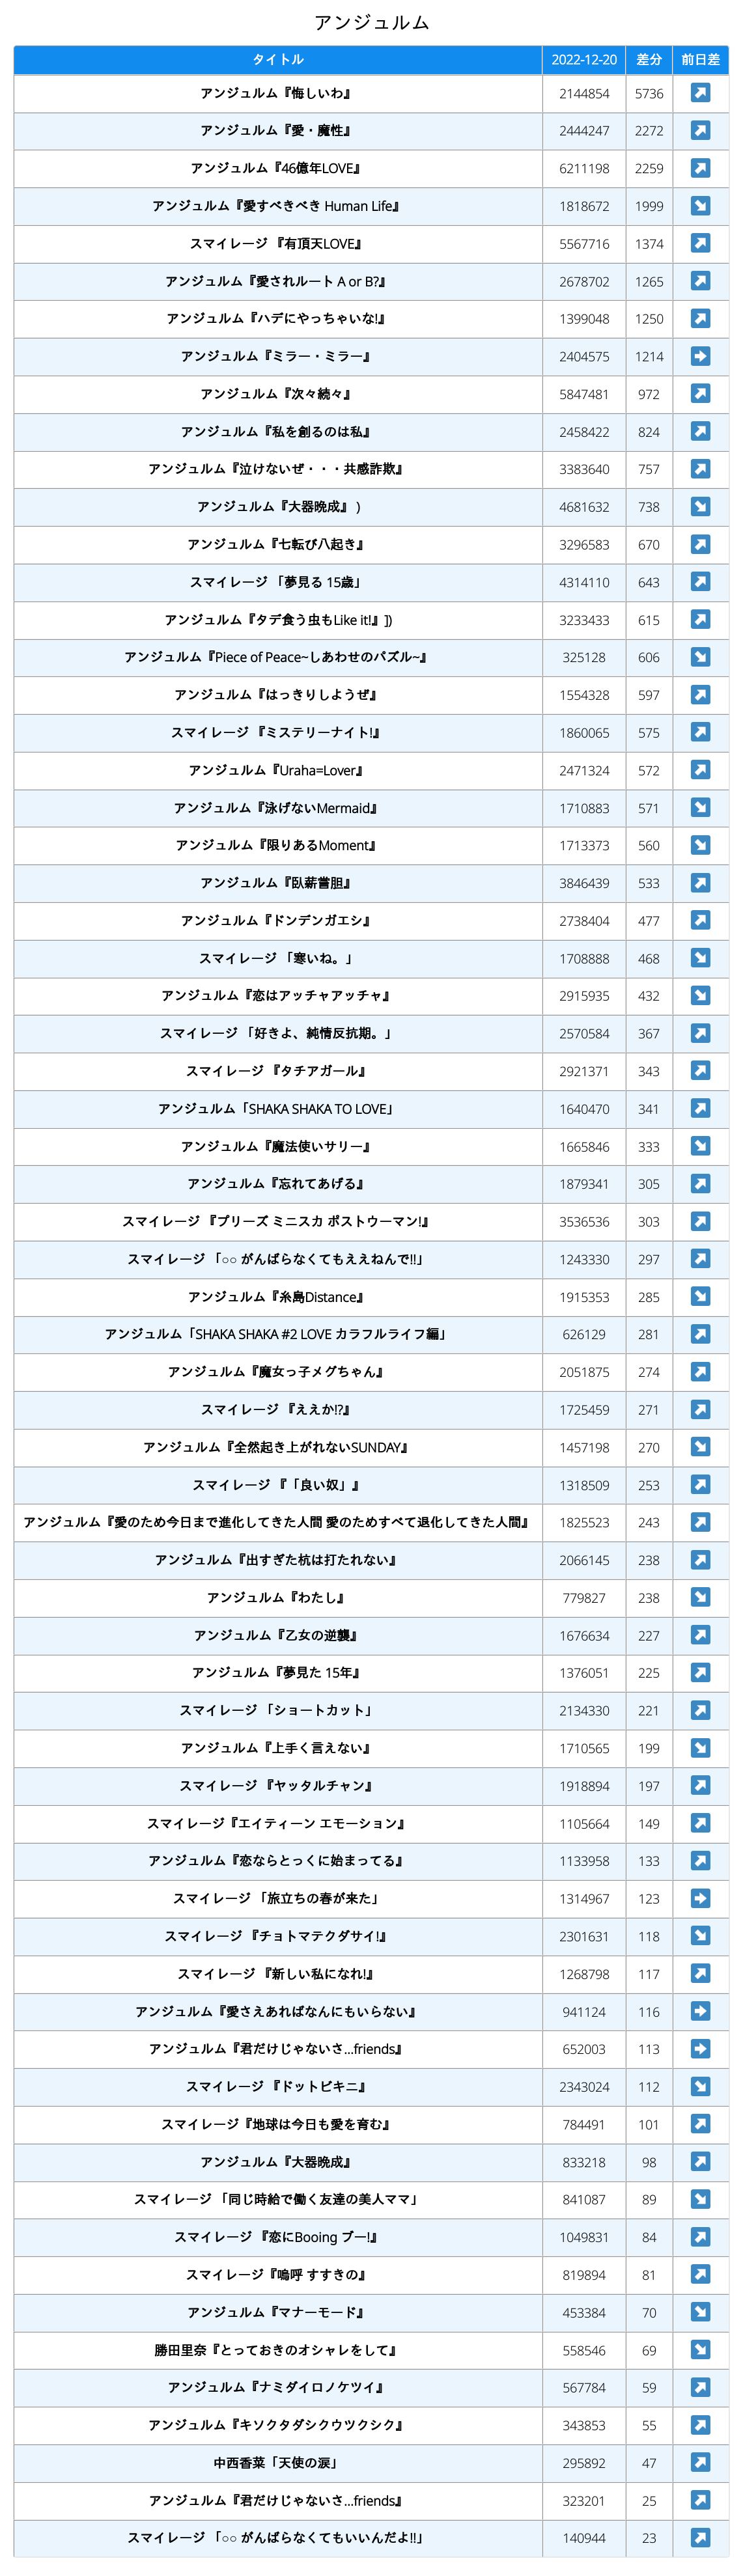 アンジュルム
タイトル 2022-12-20 差分 前日差
アンジュルム『悔しいわ』 2144854 5736 ↗
アンジュルム『愛・魔性』 2444247 2272 ↗
アンジュルム『46億年LOVE』 6211198 2259 ↗
アンジュルム『愛すべきべき Human Life』 1818672 1999 ↘
スマイレージ 『有頂天LOVE』 5567716 1374 ↗
アンジュルム『愛されルート A or B?』 2678702 1265 ↗
アンジュルム『ハデにやっちゃいな!』 1399048 1250 ↗
アンジュルム『ミラー・ミラー』 2404575 1214 ➡
アンジュルム『次々続々』 5847481 972 ↗
アンジュルム『私を創るのは私』 2458422 824 ↗
アンジュルム『泣けないぜ・・・共感詐欺』 3383640 757 ↗
アンジュルム『大器晩成』 ) 4681632 738 ↘
アンジュルム『七転び八起き』 3296583 670 ↗
スマイレージ 「夢見る 15歳」 4314110 643 ↗
アンジュルム『タデ食う虫もLike it!』]) 3233433 615 ↗
アンジュルム『Piece of Peace~しあわせのパズル~』 325128 606 ↘
アンジュルム『はっきりしようぜ』 1554328 597 ↗
スマイレージ 『ミステリーナイト!』 1860065 575 ↗
アンジュルム『Uraha=Lover』 2471324 572 ↗
アンジュルム『泳げないMermaid』 1710883 571 ↘
アンジュルム『限りあるMoment』 1713373 560 ↘
アンジュルム『臥薪嘗胆』 3846439 533 ↗
アンジュルム『ドンデンガエシ』 2738404 477 ↗
スマイレージ 「寒いね。」 1708888 468 ↘
アンジュルム『恋はアッチャアッチャ』 2915935 432 ↘
スマイレージ 「好きよ、純情反抗期。」 2570584 367 ↗
スマイレージ 『タチアガール』 2921371 343 ↗
アンジュルム「SHAKA SHAKA TO LOVE」 1640470 341 ↗
アンジュルム『魔法使いサリー』 1665846 333 ↘
アンジュルム『忘れてあげる』 1879341 305 ↗
スマイレージ 『プリーズ ミニスカ ポストウーマン!』 3536536 303 ↗
スマイレージ 「○○ がんばらなくてもええねんで!!」 1243330 297 ↗
アンジュルム『糸島Distance』 1915353 285 ↘
アンジュルム「SHAKA SHAKA #2 LOVE カラフルライフ編」 626129 281 ↗
アンジュルム『魔女っ子メグちゃん』 2051875 274 ↗
スマイレージ 『ええか!?』 1725459 271 ↗
アンジュルム『全然起き上がれないSUNDAY』 1457198 270 ↘
スマイレージ 『「良い奴」』 1318509 253 ↗
アンジュルム『愛のため今日まで進化してきた人間 愛のためすべて退化してきた人間』 1825523 243 ↗
アンジュルム『出すぎた杭は打たれない』 2066145 238 ↗
アンジュルム『わたし』 779827 238 ↘
アンジュルム『乙女の逆襲』 1676634 227 ↗
アンジュルム『夢見た 15年』 1376051 225 ↗
スマイレージ 「ショートカット」 2134330 221 ↗
アンジュルム『上手く言えない』 1710565 199 ↘
スマイレージ 『ヤッタルチャン』 1918894 197 ↗
スマイレージ『エイティーン エモーション』 1105664 149 ↗
アンジュルム『恋ならとっくに始まってる』 1133958 133 ↗
スマイレージ 「旅立ちの春が来た」 1314967 123 ➡
スマイレージ 『チョトマテクダサイ!』 2301631 118 ↘
スマイレージ 『新しい私になれ!』 1268798 117 ↗
アンジュルム『愛さえあればなんにもいらない』 941124 116 ➡
アンジュルム『君だけじゃないさ...friends』 652003 113 ➡
スマイレージ 『ドットビキニ』 2343024 112 ↘
スマイレージ『地球は今日も愛を育む』 784491 101 ↗
アンジュルム『大器晩成』 833218 98 ↗
スマイレージ 「同じ時給で働く友達の美人ママ」 841087 89 ↘
スマイレージ 『恋にBooing ブー!』 1049831 84 ↗
スマイレージ『嗚呼 すすきの』 819894 81 ↗
アンジュルム『マナーモード』 453384 70 ↘
勝田里奈『とっておきのオシャレをして』 558546 69 ↘
アンジュルム『ナミダイロノケツイ』 567784 59 ↗
アンジュルム『キソクタダシクウツクシク』 343853 55 ↗
中西香菜「天使の涙」 295892 47 ↗
アンジュルム『君だけじゃないさ...friends』 323201 25 ↗
スマイレージ 「○○ がんばらなくてもいいんだよ!!」 140944 23 ↗